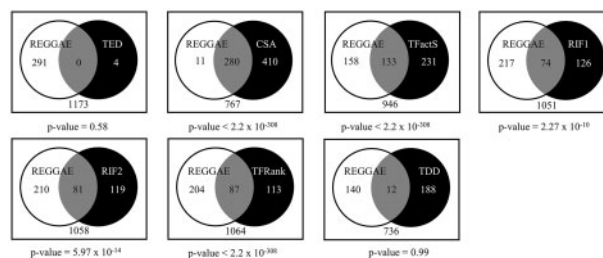 REGGAE TED
291 0 4
1173
p-value = 0.58
REGGAE CSA
11 280 410
767
p-value < 2.2 x 10-308
REGGAE TFactS
158 133 231
946
p-value < 2.2 x 10-308
REGGAE RIF1
217 74 126
1051
p-value = 2.27 x 10-10
REGGAE RIF2
210 81 119
1058
p-value = 5.97 x 10-14
REGGAE TFRank
204 87 113
1064
p-value < 2.2 x 10-308
REGGAE TDD
140 12 188
736
p-value = 0.99